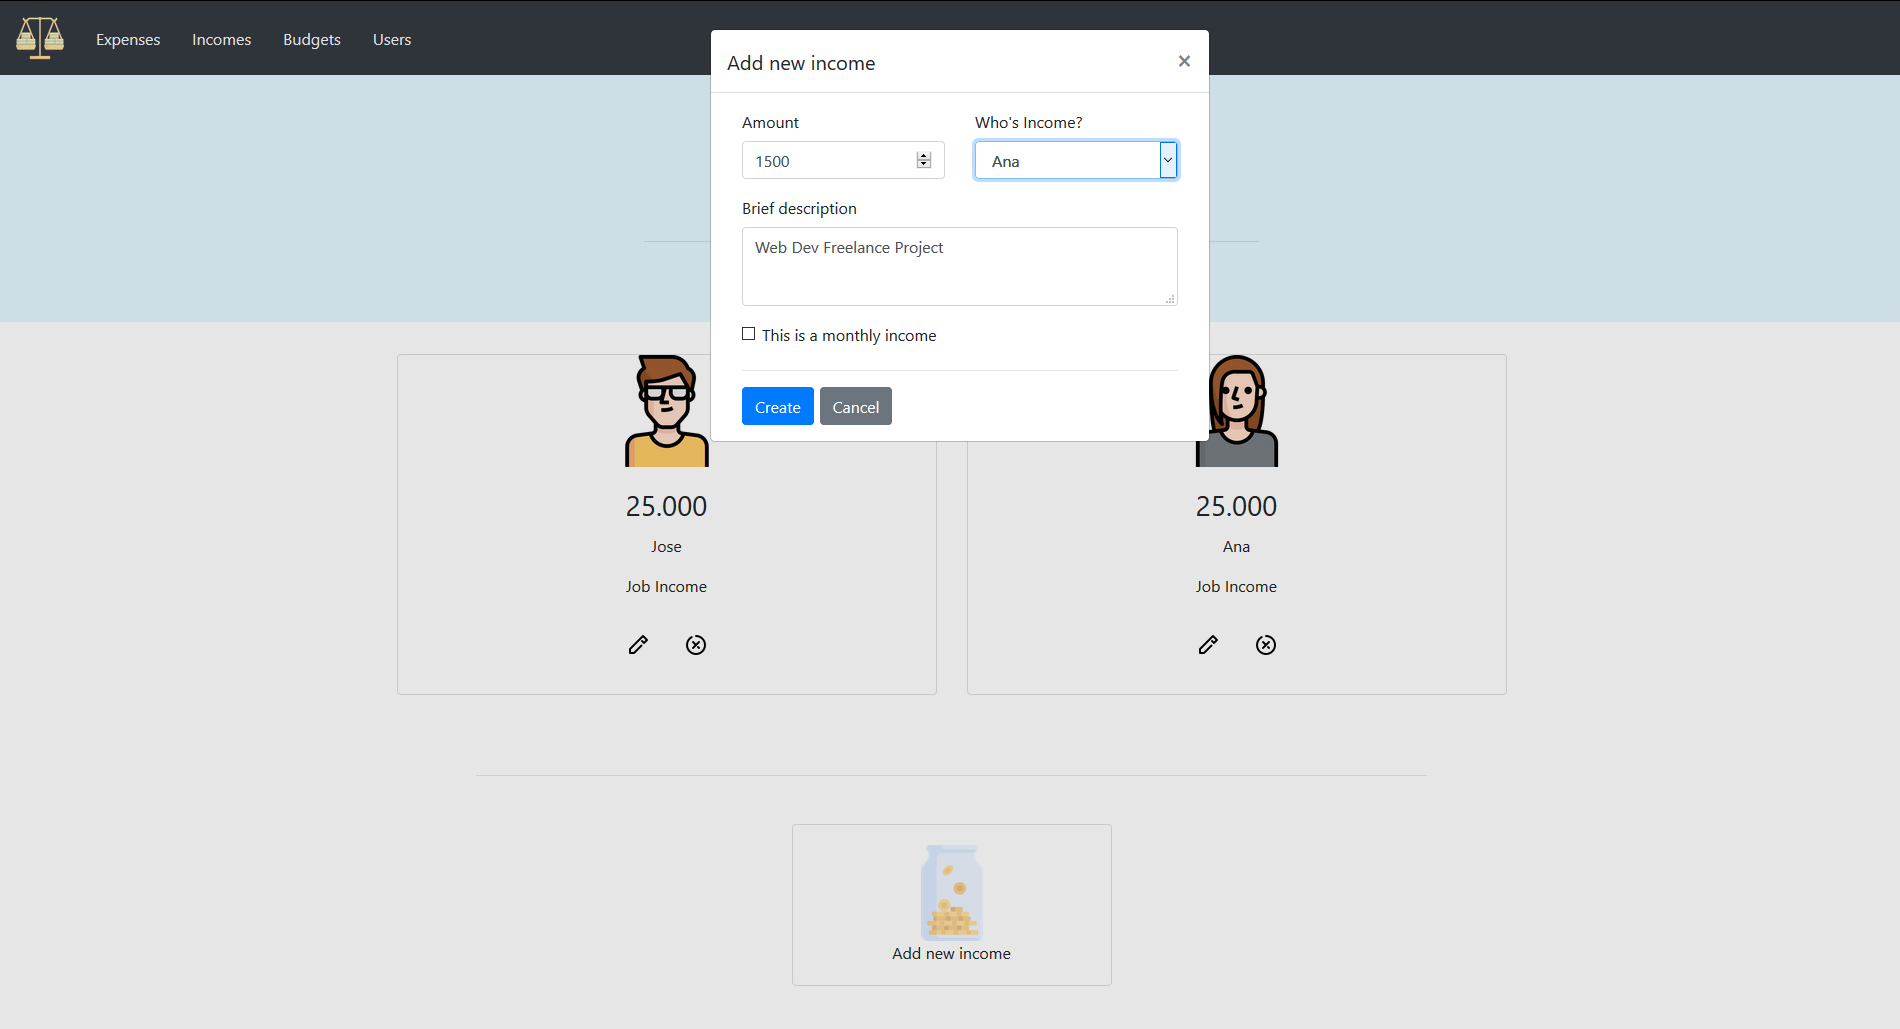 Expenses Incomes Budgets Users
Add new income ×
Amount Who's Income?
1500 Ana
Brief description
Web Dev Freelance Project
This is a monthly income
Create Cancel
25.000 25.000
Jose Ana
Job Income Job Income
Add new income